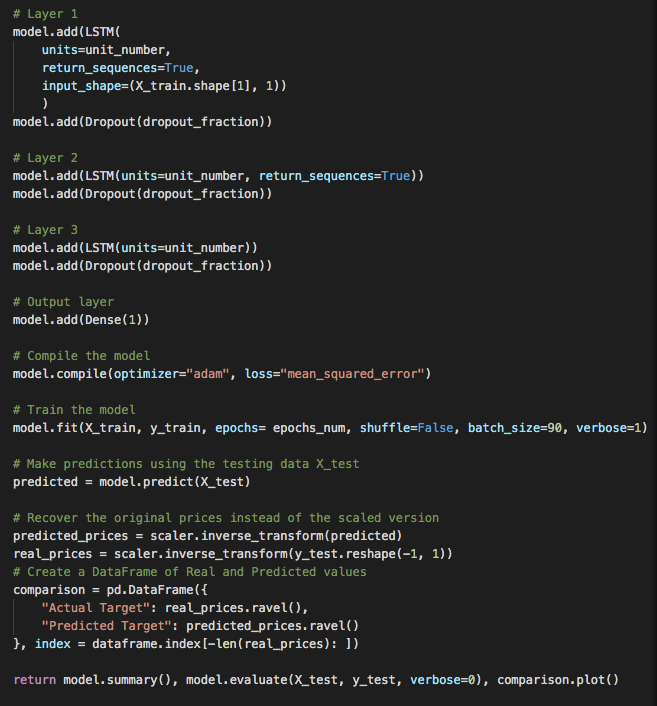 # Layer 1
model.add(LSTM(
    units=unit_number,
    return_sequences=True,
    input_shape=(X_train.shape[1], 1))
    )
model.add(Dropout(dropout_fraction))

# Layer 2
model.add(LSTM(units=unit_number, return_sequences=True))
model.add(Dropout(dropout_fraction))

# Layer 3
model.add(LSTM(units=unit_number))
model.add(Dropout(dropout_fraction))

# Output layer
model.add(Dense(1))

# Compile the model
model.compile(optimizer="adam", loss="mean_squared_error")

# Train the model
model.fit(X_train, y_train, epochs= epochs_num, shuffle=False, batch_size=90, verbose=1)

# Make predictions using the testing data X_test
predicted = model.predict(X_test)

# Recover the original prices instead of the scaled version
predicted_prices = scaler.inverse_transform(predicted)
real_prices = scaler.inverse_transform(y_test.reshape(-1, 1))
# Create a DataFrame of Real and Predicted values
comparison = pd.DataFrame({
    "Actual Target": real_prices.ravel(),
    "Predicted Target": predicted_prices.ravel()
}, index = dataframe.index[-len(real_prices): ])

return model.summary(), model.evaluate(X_test, y_test, verbose=0), comparison.plot()